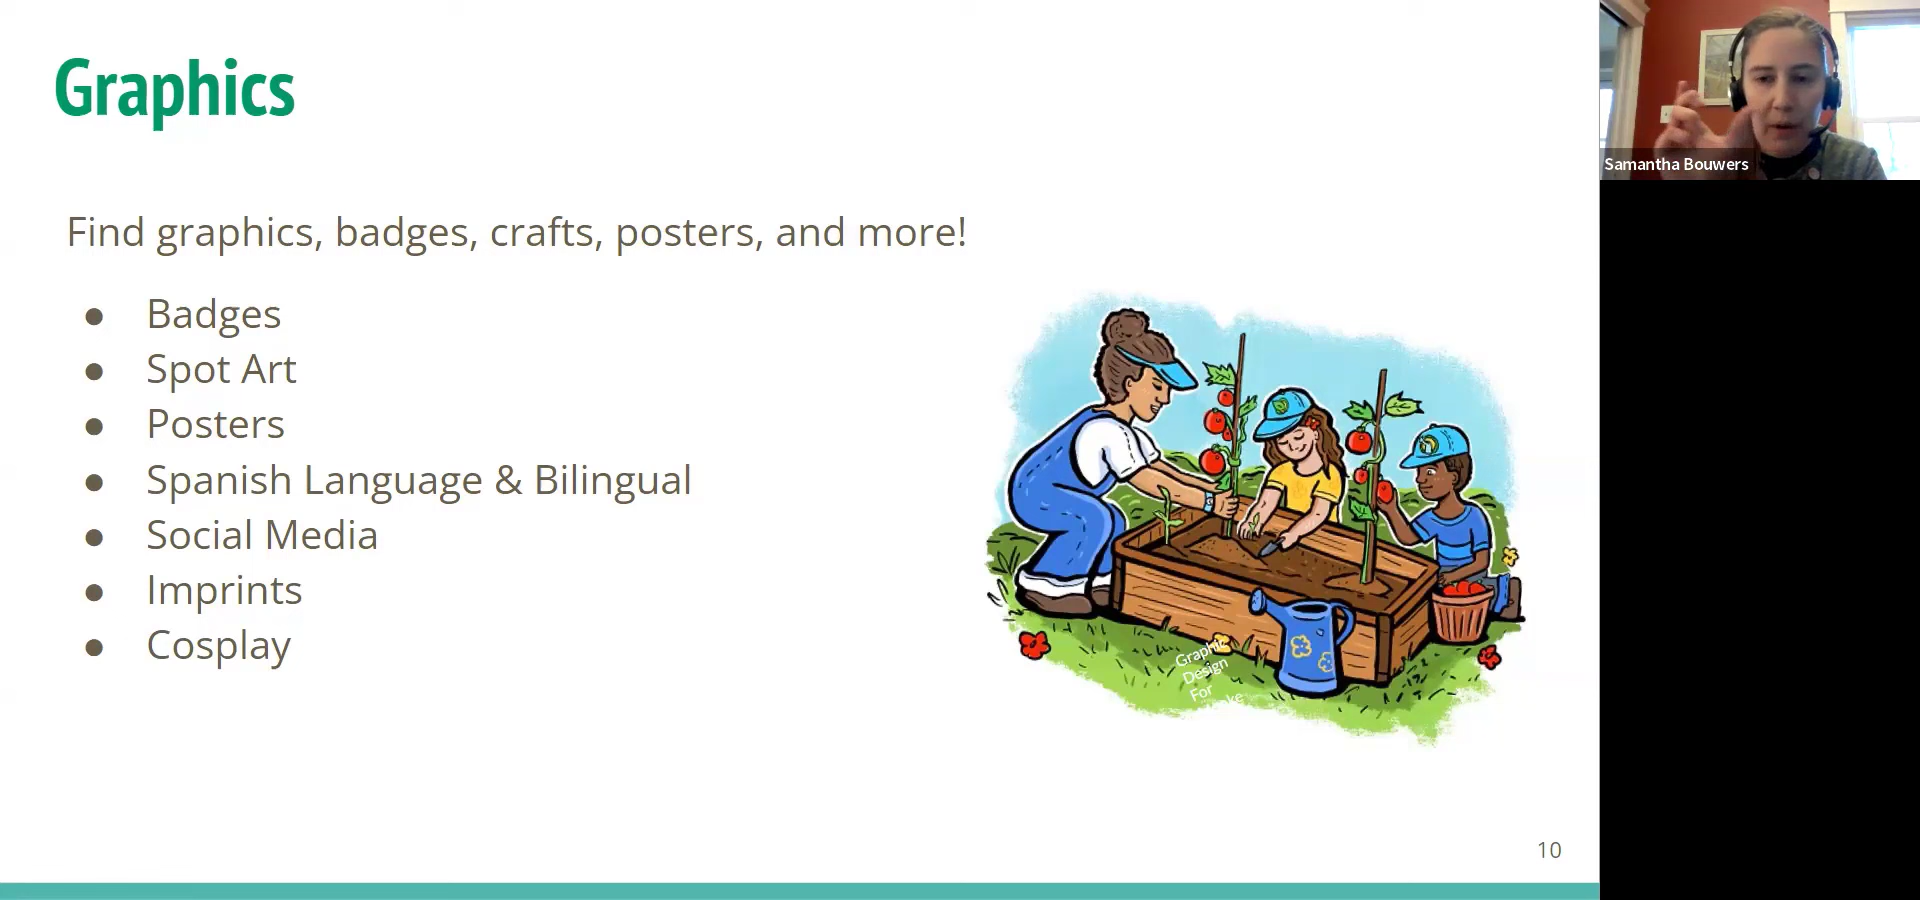 Graphics
Find graphics, badges, crafts, posters, and more!
● Badges
● Spot Art
● Posters
● Spanish Language & Bilingual
● Social Media
● Imprints
● Cosplay
Graphic
Design
For
10
Samantha Bouwers